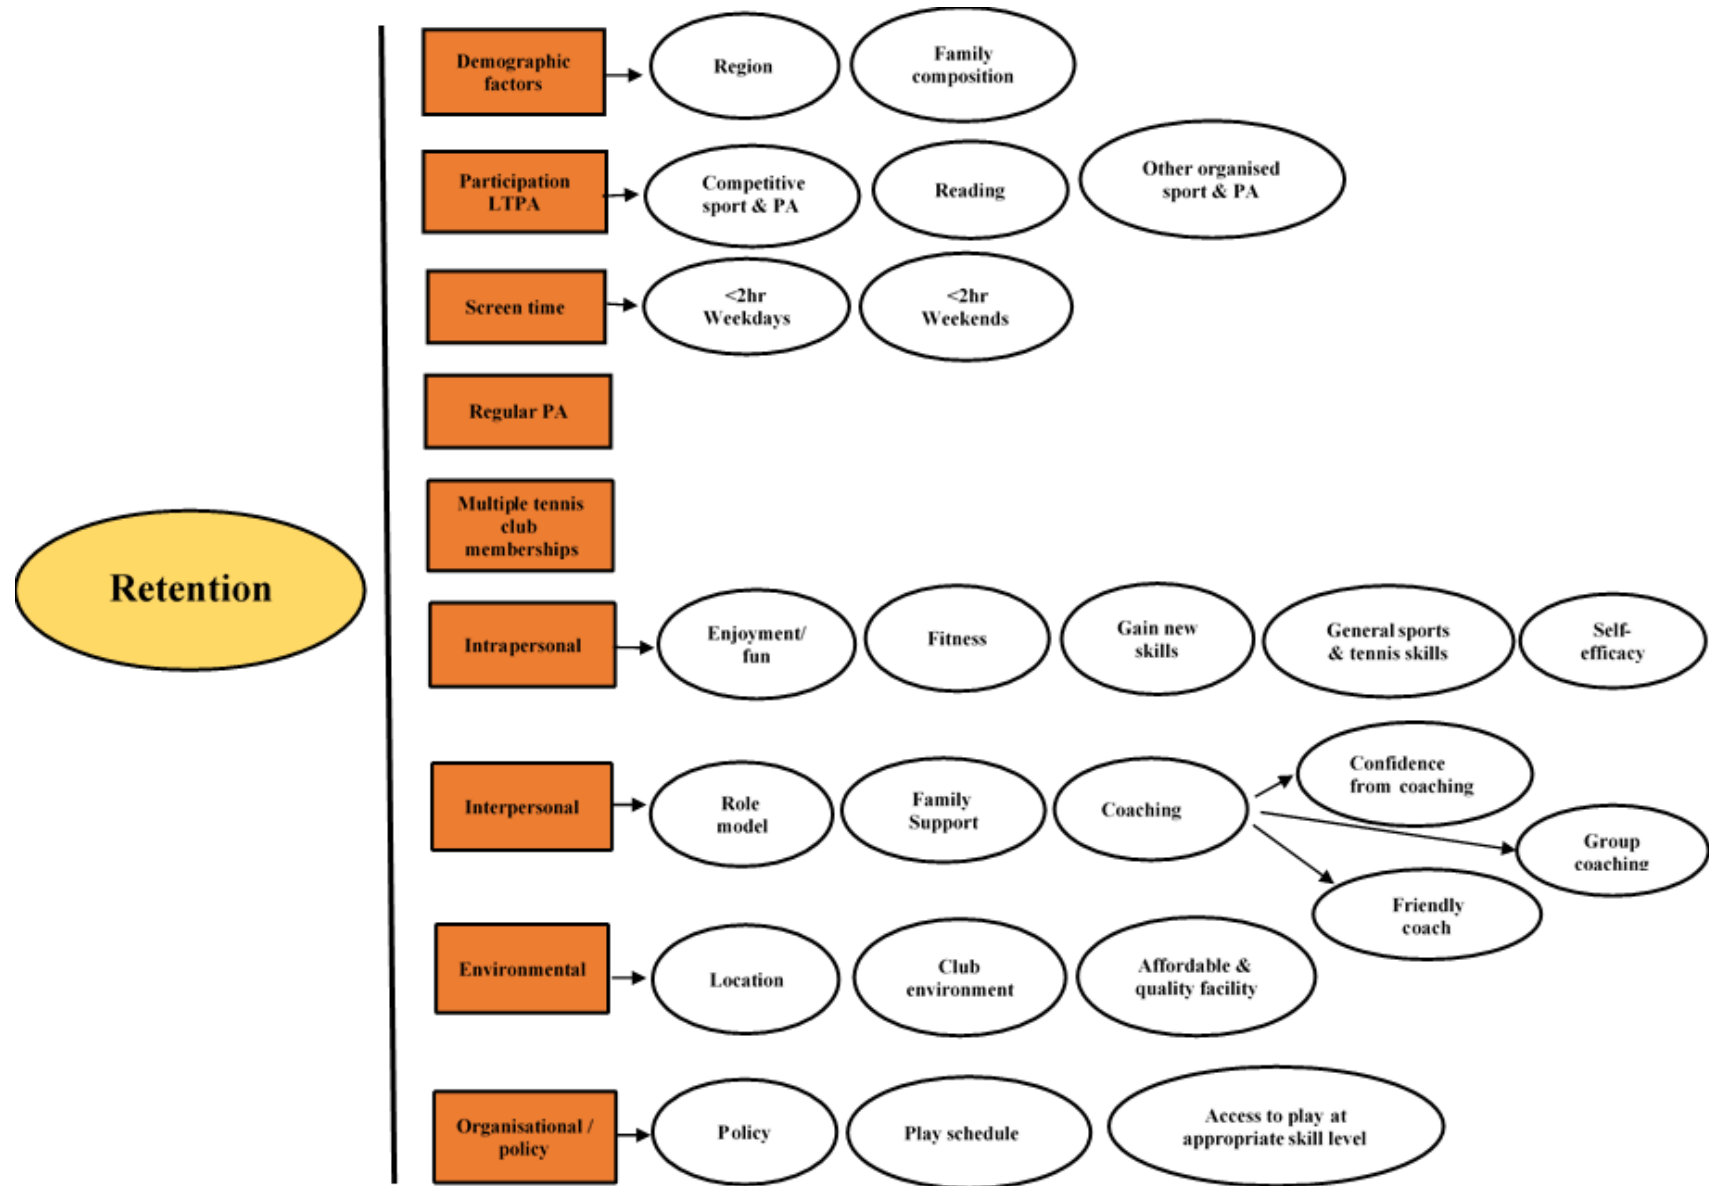 Demographic
factors
Region
Family
composition
Participation
LTPA
Competitive
sport & PA
Reading
Other organised
sport & PA
Screen time
<2hr
Weekdays
<2hr
Weekends
Regular PA
Multiple tennis
club
memberships
Retention
Intrapersonal
Enjoyment/
fun
Fitness
Gain new
skills
General sports
& tennis skills
Self-
efficacy
Interpersonal
Role
model
Family
Support
Coaching
Confidence
from coaching
Group
coaching
Friendly
coach
Environmental
Location
Club
environment
Affordable &
quality facility
Organisational /
policy
Policy
Play schedule
Access to play at
appropriate skill level